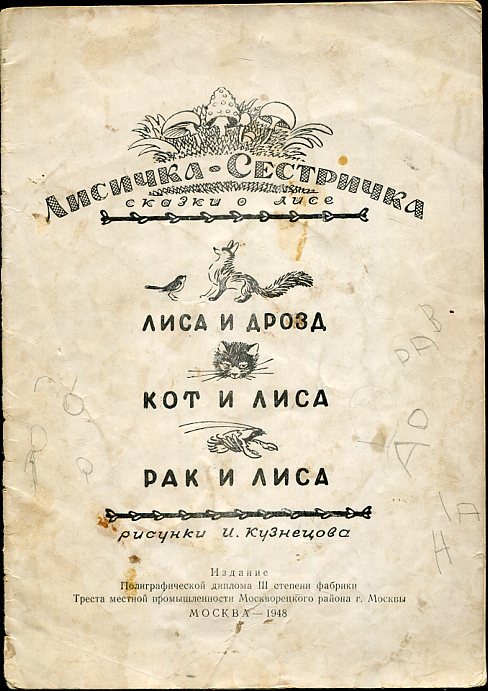 Лисичка-Сестричка
сказки о лисе
ЛИСА И ДРОЗД
КОТ И ЛИСА
РАК И ЛИСА
рисунки И. Кузнецова
Издание
Полиграфической диплома III степени фабрики
Треста местной промышленности Москворецкого района г. Москвы
МОСКВА—1948